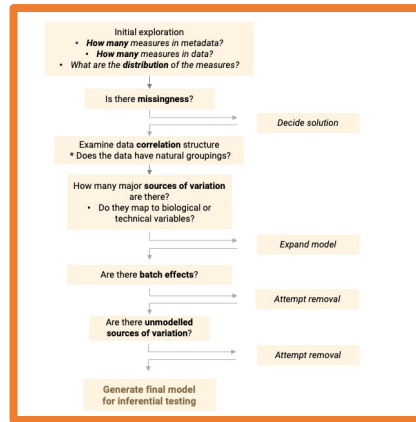 Initial exploration
• How many measures in metadata?
• How many measures in data?
• What are the distribution of the measures?
Is there missingness?
Decide solution
Examine data correlation structure
* Does the data have natural groupings?
How many major sources of variation
are there?
• Do they map to biological or
technical variables?
Expand model
Are there batch effects?
Attempt removal
Are there unmodelled
sources of variation?
Attempt removal
Generate final model
for inferential testing